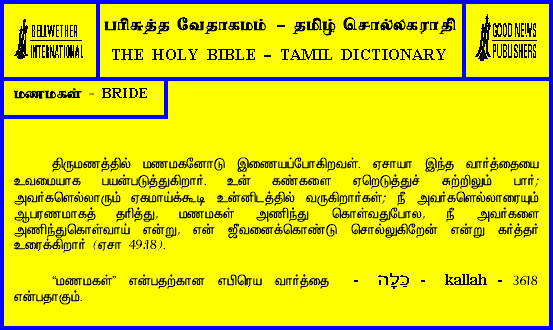 BELLWETHER
INTERNATIONAL
பரிசுத்த வேதாகமம் – தமிழ் சொல்லகராதி
THE HOLY BIBLE – TAMIL DICTIONARY
GOOD NEWS
PUBLISHERS
மணமகள் - BRIDE
திருமணத்தில் மணமகனோடு இணையப்போகிறவள். ஏசாயா இந்த வார்த்தையை
உவமையாக பயன்படுத்துகிறார். உன் கண்களை ஏறெடுத்துச் சுற்றிலும் பார்;
அவர்களெல்லாரும் ஏகமாய்க்கூடி உன்னிடத்தில் வருகிறார்கள்; நீ அவர்களெல்லாரையும்
ஆபரணமாகத் தரித்து, மணமகள் அணிந்து கொள்வதுபோல, நீ அவர்களை
அணிந்துகொள்வாய் என்று, என் ஜீவனைக்கொண்டு சொல்லுகிறேன் என்று கர்த்தர்
உரைக்கிறார் (ஏசா 49:18).
“மணமகள்” என்பதற்கான எபிரெய வார்த்தை - כַּלָּה - kallah - 3618
என்பதாகும்.